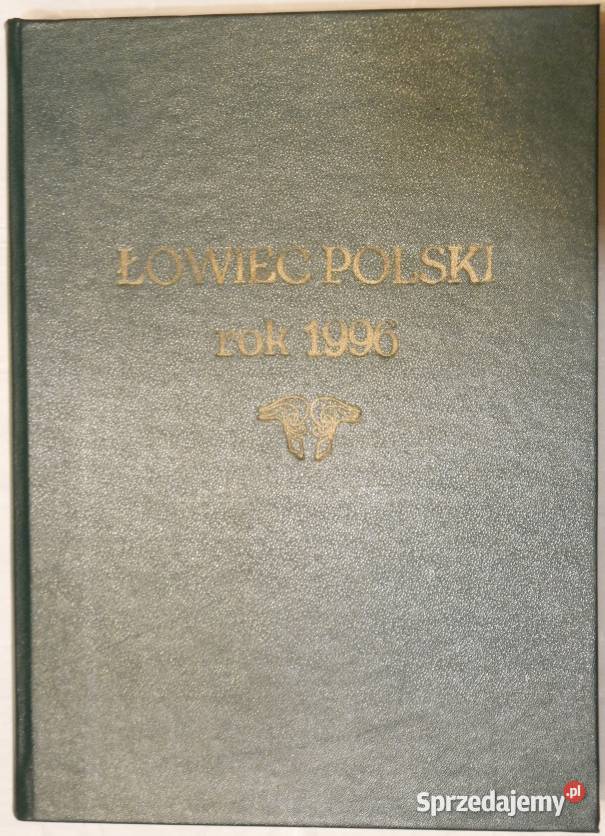 ŁOWIEC POLSKI
rok 1996
Sprzedajemy.pl